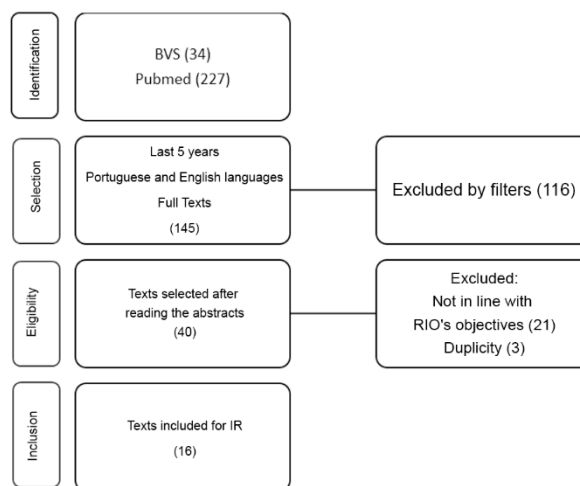 Identification
BVS (34)
Pubmed (227)
Selection
Last 5 years
Portuguese and English languages
Full Texts
(145)
Excluded by filters (116)
Eligibility
Texts selected after
reading the abstracts
(40)
Excluded:
Not in line with
RIO's objectives (21)
Duplicity (3)
Inclusion
Texts included for IR
(16)